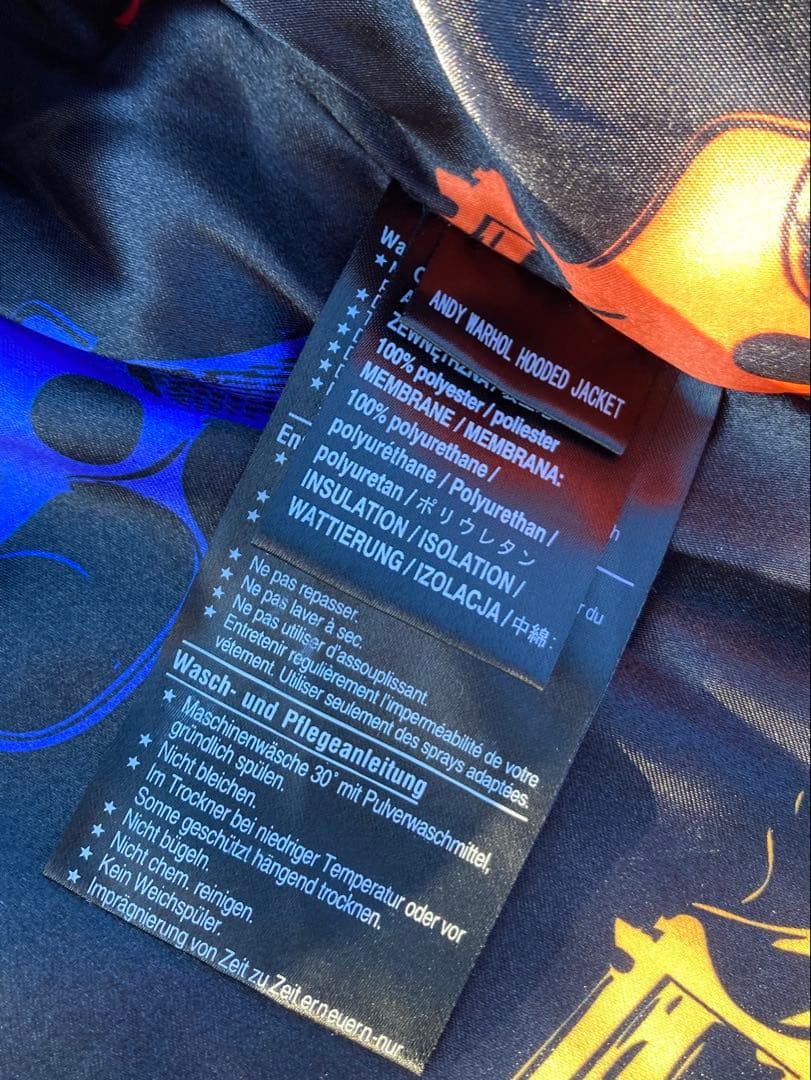 ANDY WARHOL HOODED JACKET
100% polyester / poliester
MEMBRANE / MEMBRANA:
100% polyurethane /
polyuréthane / Polyurethan /
polyuretan / ポリウレタン
INSULATION / ISOLATION /
WATTIERUNG / IZOLACJA / 中綿:
du
★ Ne pas repasser.
★ Ne pas laver à sec.
★ Ne pas utiliser d'assouplissant.
★ Entretenir regulièrement l'imperméabilité de votre
vétement. Utiliser seulement des sprays adaptées.
Wasch- und Pflegeanleitung
★ Maschinenwäsche 30° mit Pulverwaschmittel,
gründlich spülen.
★ Nicht bleichen.
★ Im Trockner bei niedriger Temperatur oder vor
Sonne geschützt hängend trocknen.
★ Nicht bügeln.
★ Nicht chem. reinigen.
★ Kein Weichspüler.
★ Imprägnierung von Zeit zu Zeit erneuern-nur